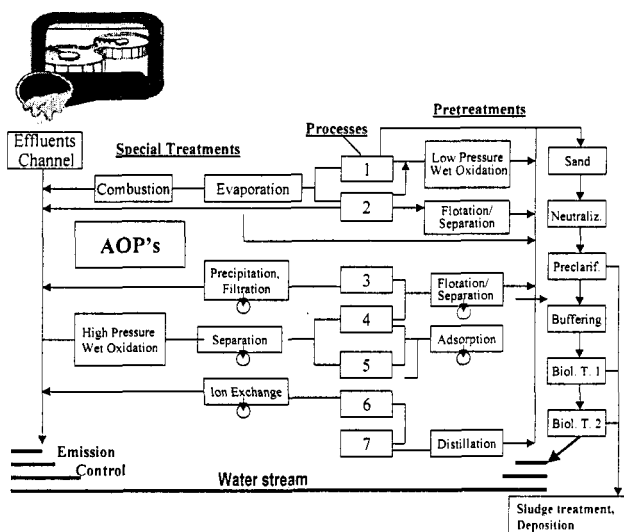 Effluents
Channel
Special Treatments
Processes
Pretreatments
1
Low Pressure
Wet Oxidation
Sand
Combustion
Evaporation
2
Flotation/
Separation
Neutraliz.
AOP's
Precipitation,
Filtration
3
Flotation/
Separation
Preclarif.
4
High Pressure
Wet Oxidation
Separation
Adsorption
Buffering
5
Biol. T. 1
Ion Exchange
6
Biol. T. 2
7
Distillation
Emission
Control
Water stream
Sludge treatment,
Deposition